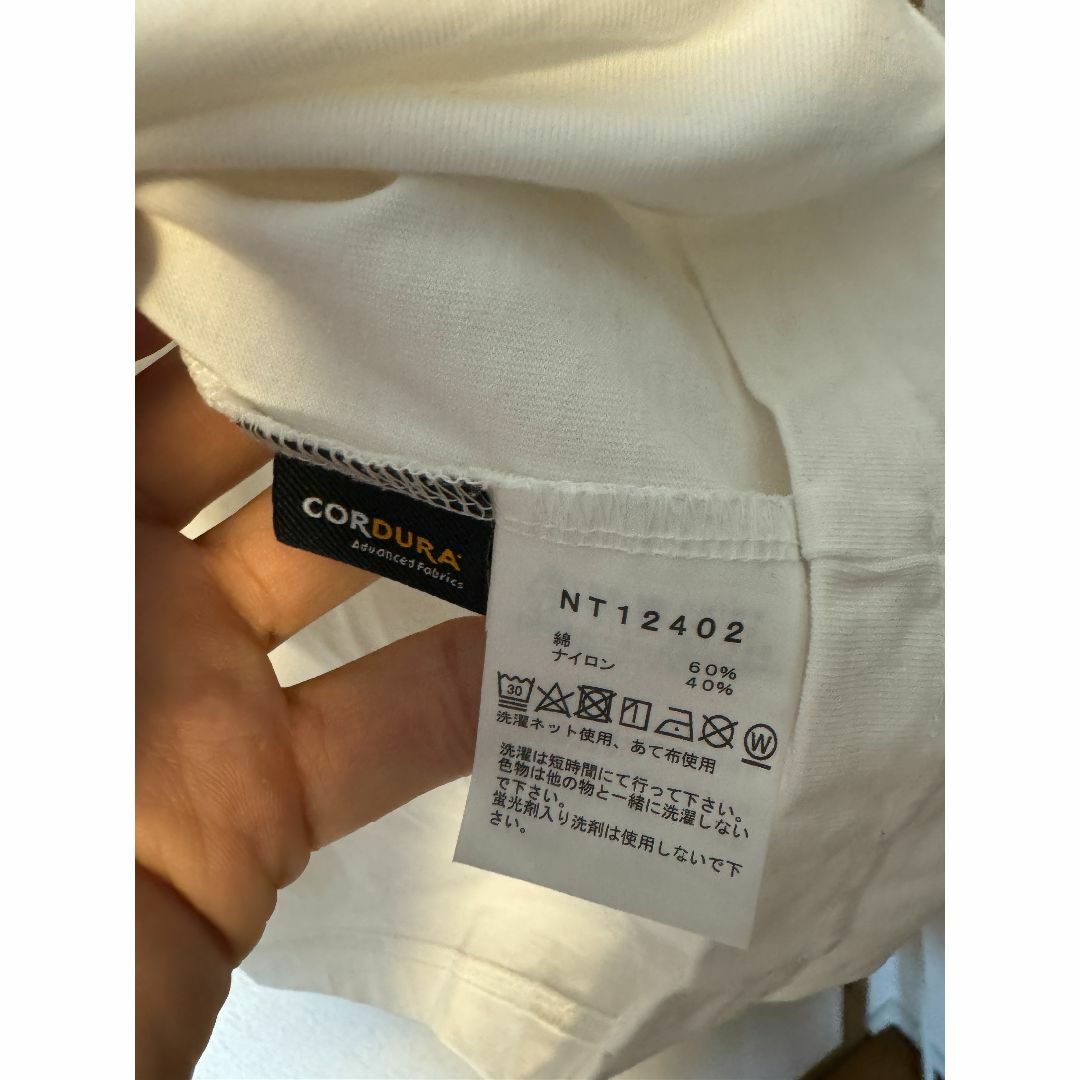 CORDURA
Advanced Fabrics
NT12402
綿 60%
ナイロン 40%
30
W
洗濯ネット使用、あて布使用
洗濯は短時間にて行って下さい。
色物は他の物と一緒に洗濯しない
で下さい。
蛍光剤入り洗剤は使用しないで下
さい。